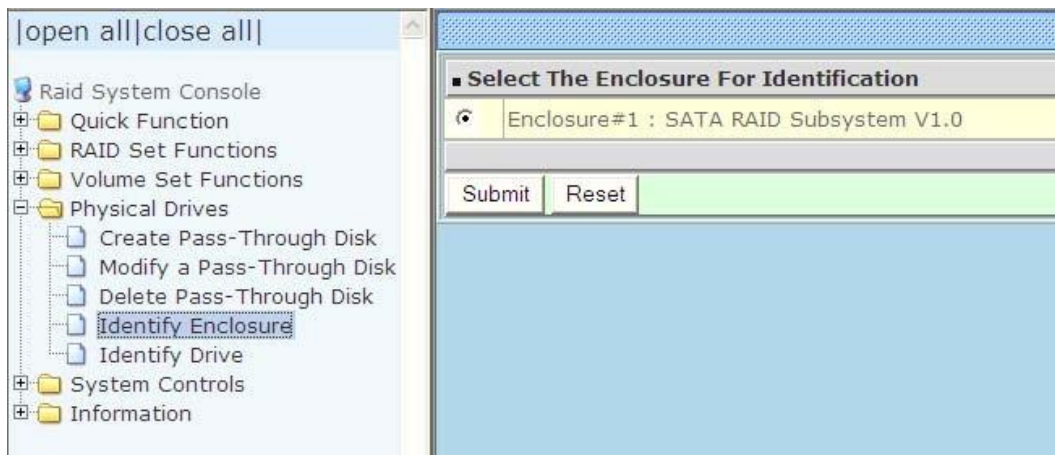 |open all|close all|
Raid System Console
Quick Function
RAID Set Functions
Volume Set Functions
Physical Drives
Create Pass-Through Disk
Modify a Pass-Through Disk
Delete Pass-Through Disk
Identify Enclosure
Identify Drive
System Controls
Information
Select The Enclosure For Identification
Enclosure#1 : SATA RAID Subsystem V1.0
Submit Reset